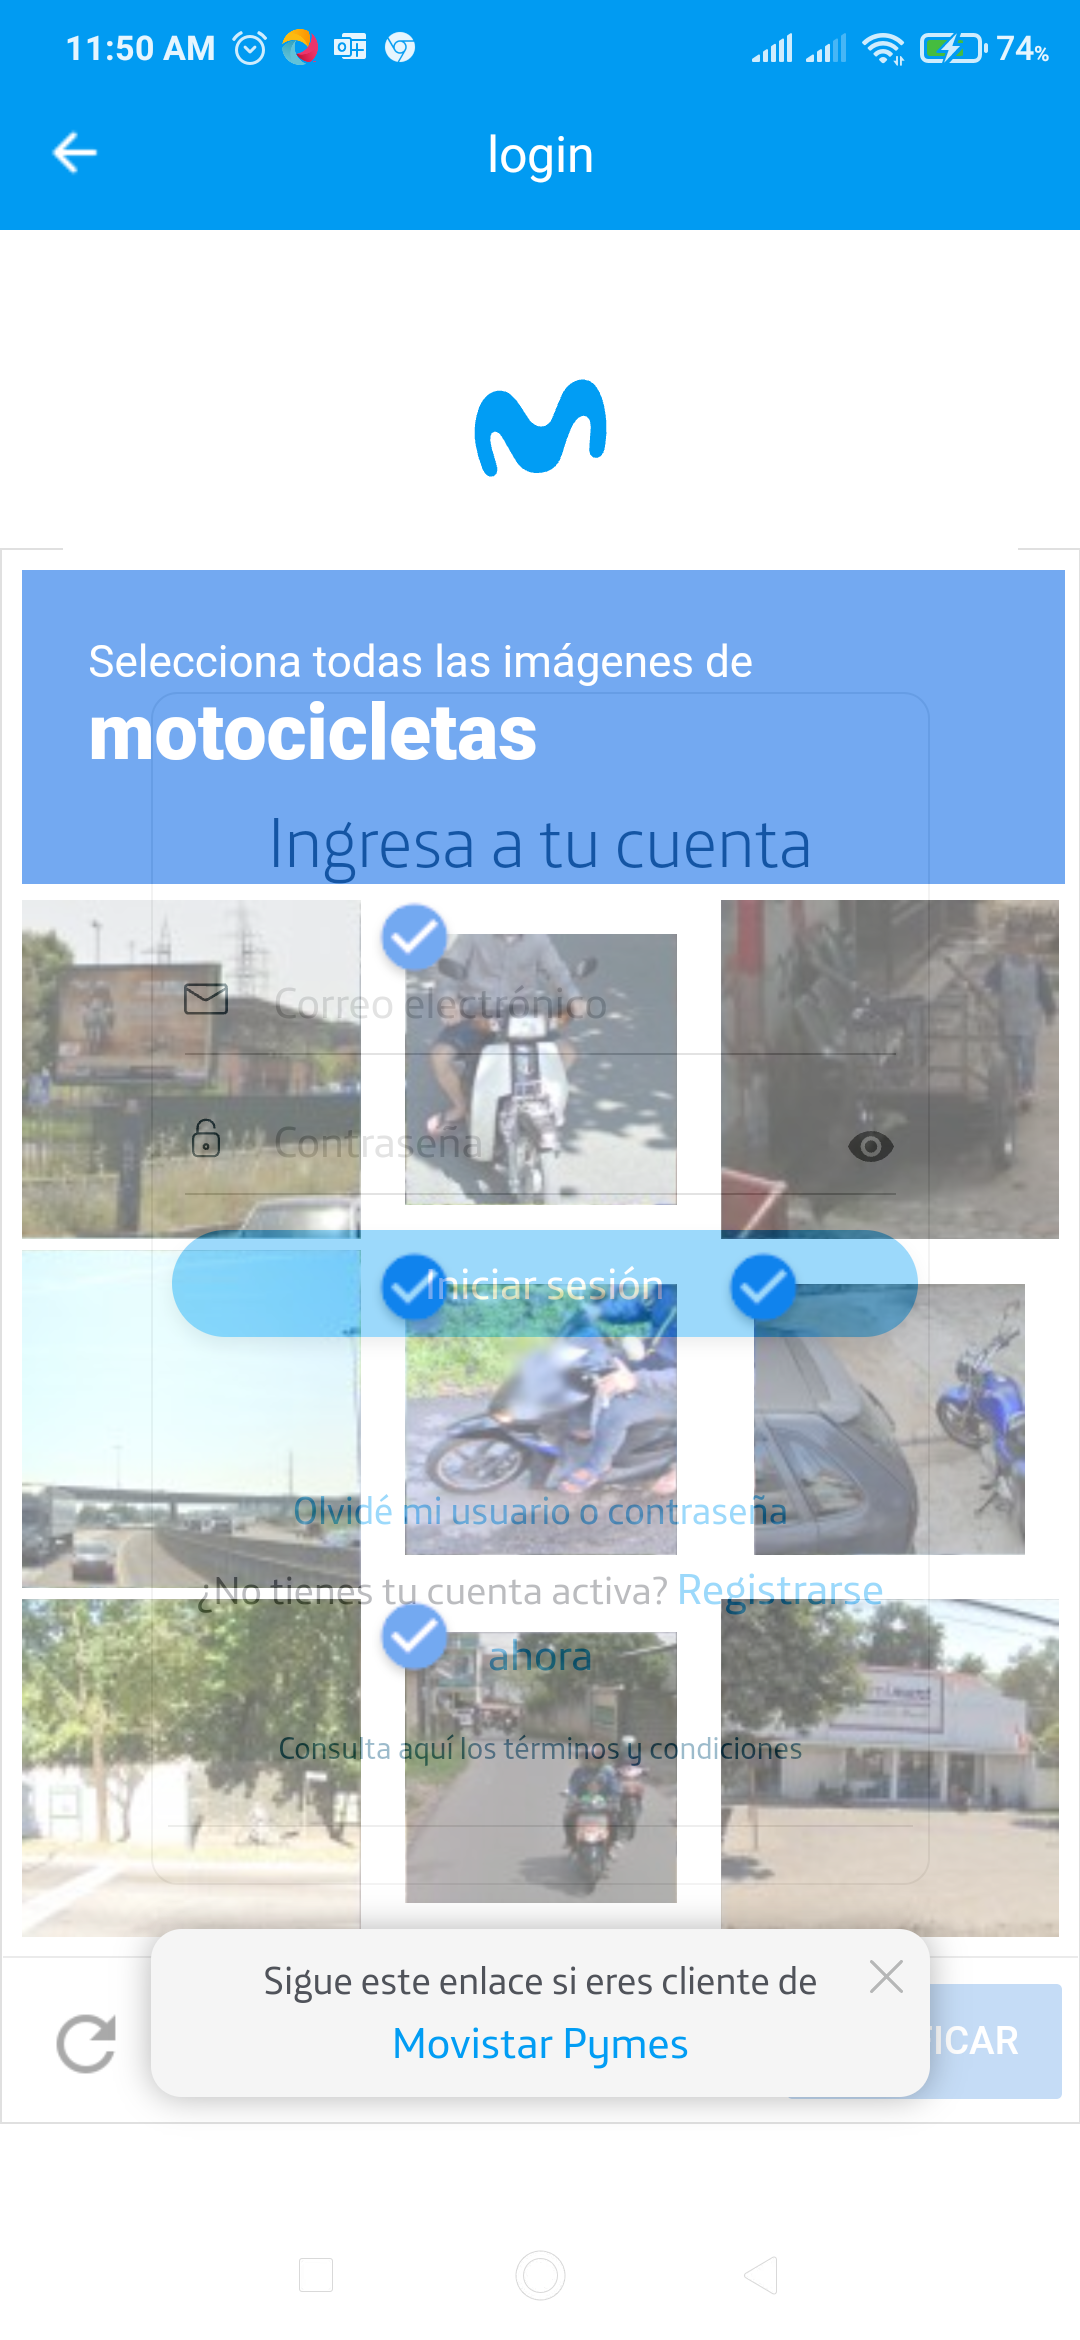 11:50 AM
74%
login
Selecciona todas las imágenes de
motocicletas
Ingresa a tu cuenta
Correo electrónico
Contraseña
Iniciar sesión
Olvidé mi usuario o contraseña
¿No tienes tu cuenta activa? Registrarse
ahora
Consulta aquí los términos y condiciones
Sigue este enlace si eres cliente de
Movistar Pymes
ICAR